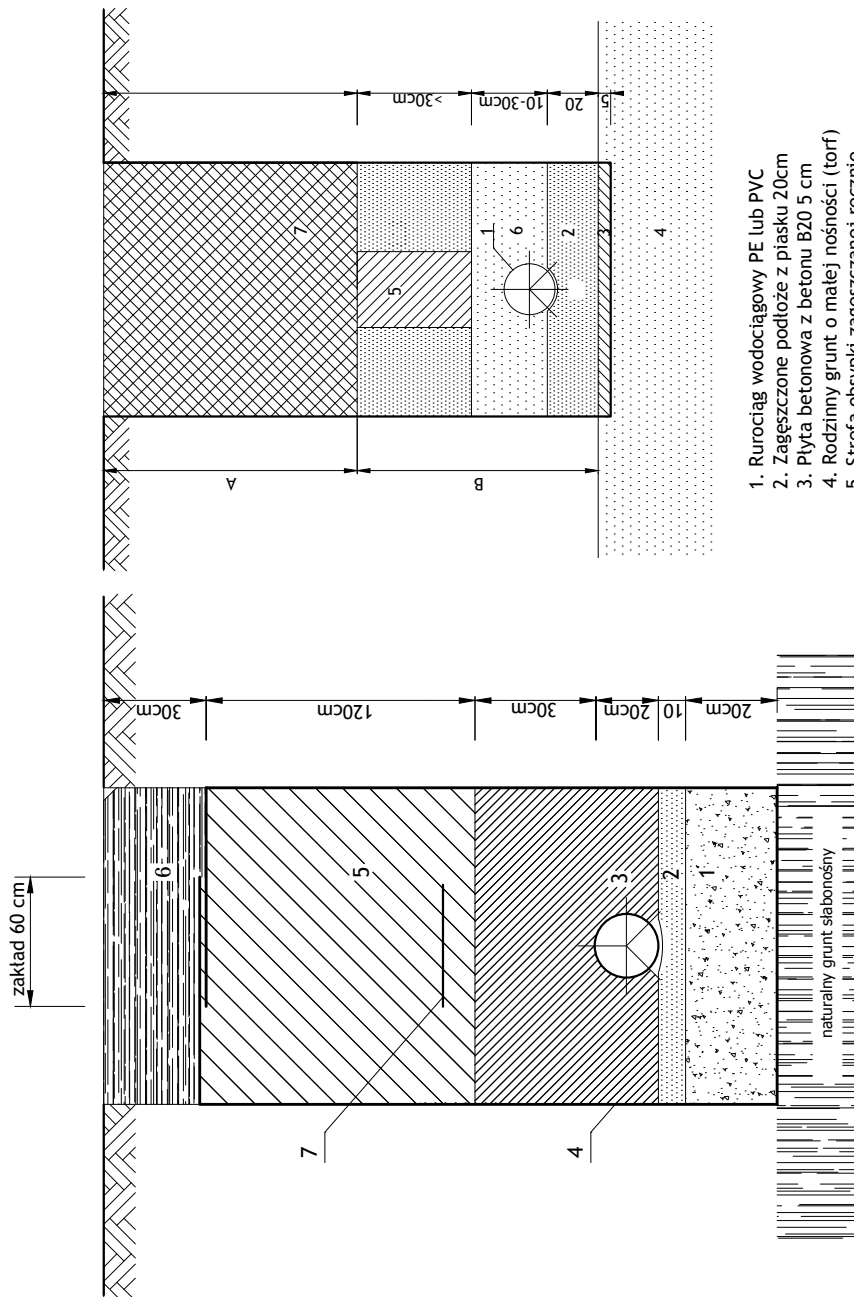 zakład 60 cm
30cm
120cm
30cm
20cm
10
20cm
6
5
3
2
1
7
4
naturalny grunt słabonośny
A
B
>30cm
10-30cm
20
5
7
5
1
6
2
3
4
1. Rurociąg wodociągowy PE lub PVC
2. Zagęszczone podłoże z piasku 20cm
3. Płyta betonowa z betonu B20 5 cm
4. Rodzinny grunt o małej nośności (torf)